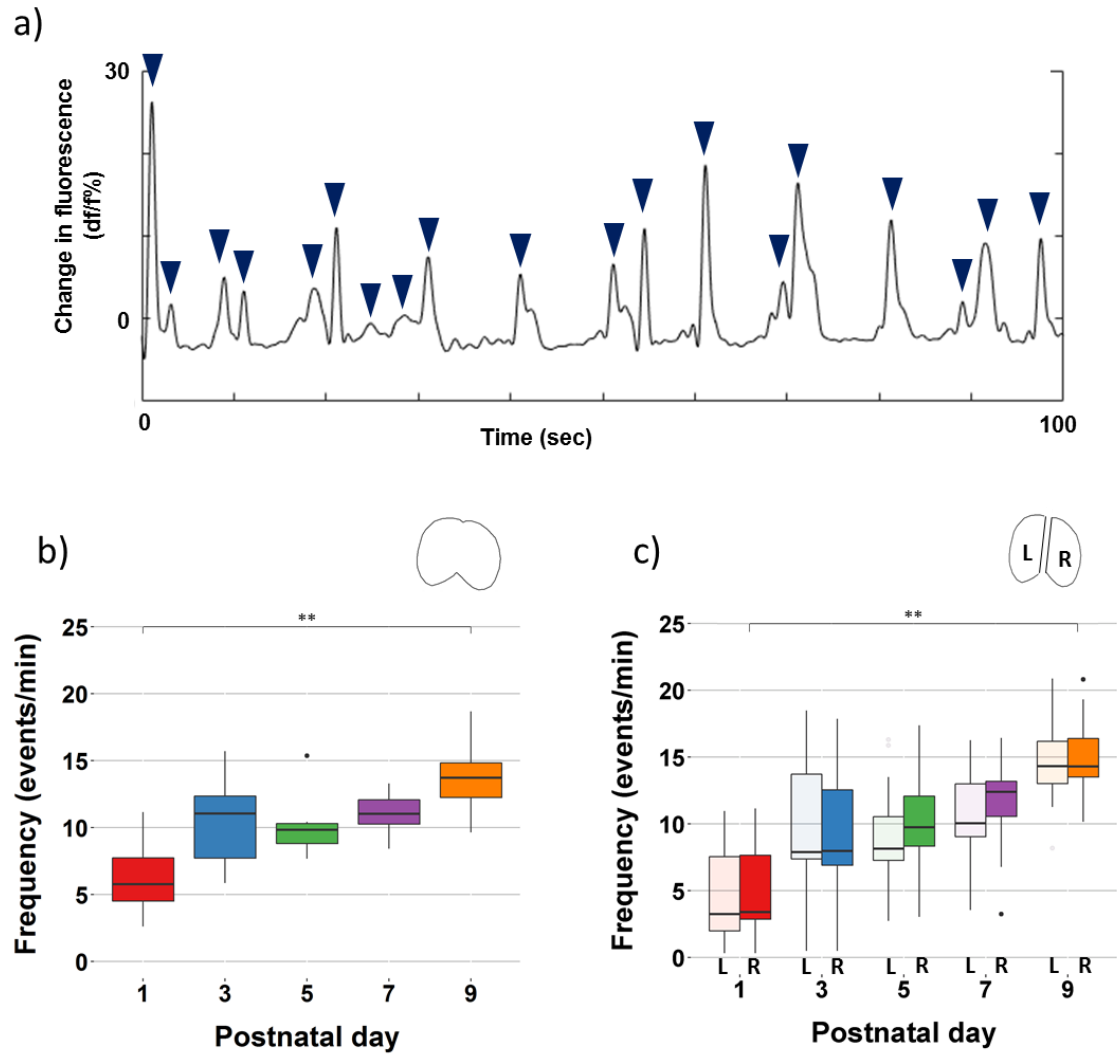 a)
Change in fluorescence
(df/f%)
30
0
0
100
Time (sec)
b)
**
Frequency (events/min)
25
20
15
10
5
0
1 3 5 7 9
Postnatal day
c)
L R
**
Frequency (events/min)
25
20
15
10
5
0
L R L R L R L R L R
1 3 5 7 9
Postnatal day